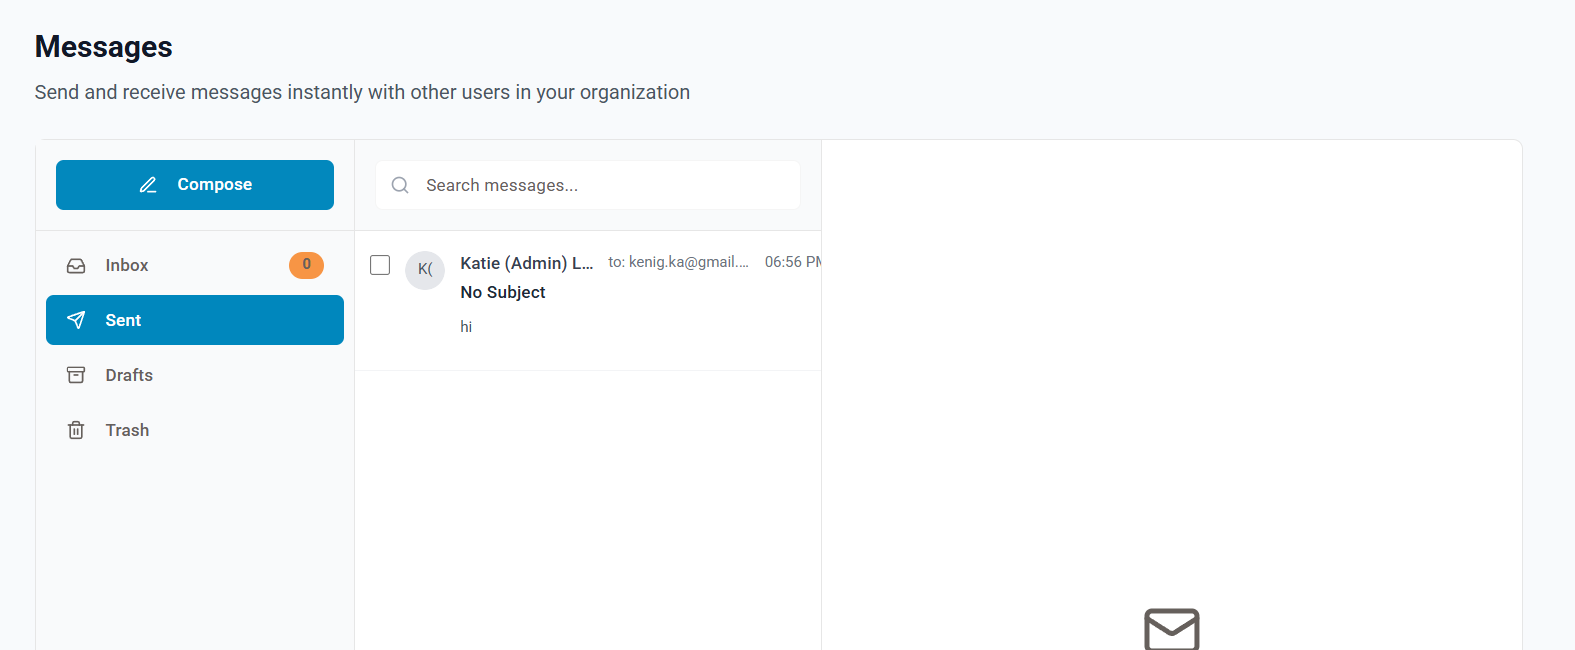 Messages
Send and receive messages instantly with other users in your organization
Compose
Search messages...
Inbox
0
Sent
Drafts
Trash
K(
Katie (Admin) L...
to: kenig.ka@gmail....
06:56 PM
No Subject
hi